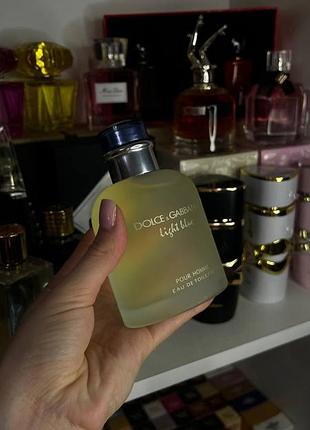 DOLCE & GABBANA
light blue
POUR HOMME
EAU DE TOILETTE
Miss Dior